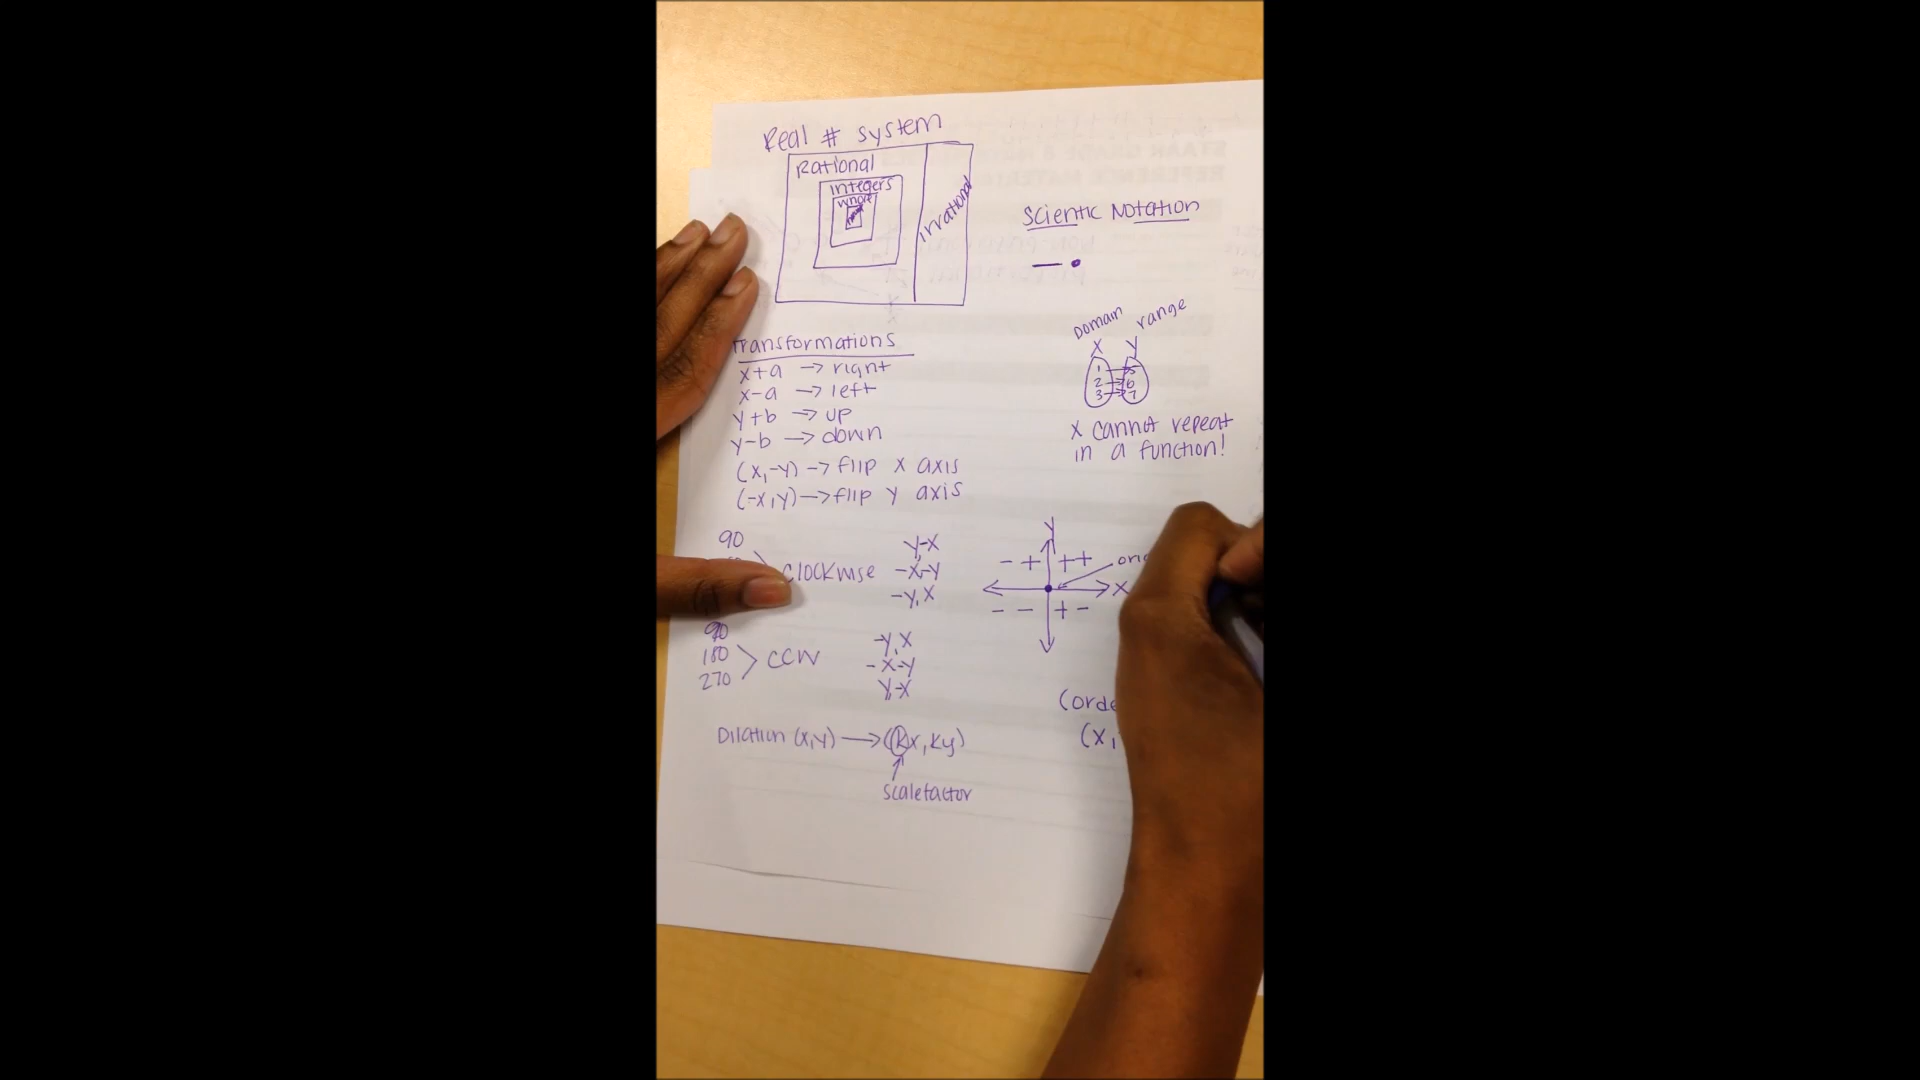 Real # system
Rational
integers
whole
irrational
Scientic Notation
Domain range
X Y
1 5
2 6
3 7
X cannot repeat
in a function!
Transformations
x+a → right
x-a → left
y+b → up
y-b → down
(x,-y) → flip x axis
(-x,y) → flip y axis
90
clockwise
y-x
-x-y
-y,x
90
180
270
CCW
-y,x
-x-y
y-x
Y
- + ++
X
- - + -
Dilation (x,y) → (kx, ky)
scalefactor
(x,